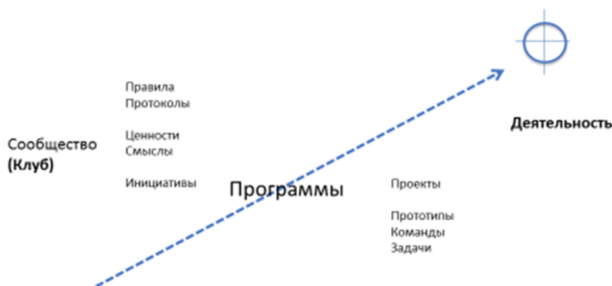 Правила
Протоколы
Ценности
Смыслы
Инициативы
Сообщество
(Клуб)
Программы
Проекты
Прототипы
Команды
Задачи
Деятельность